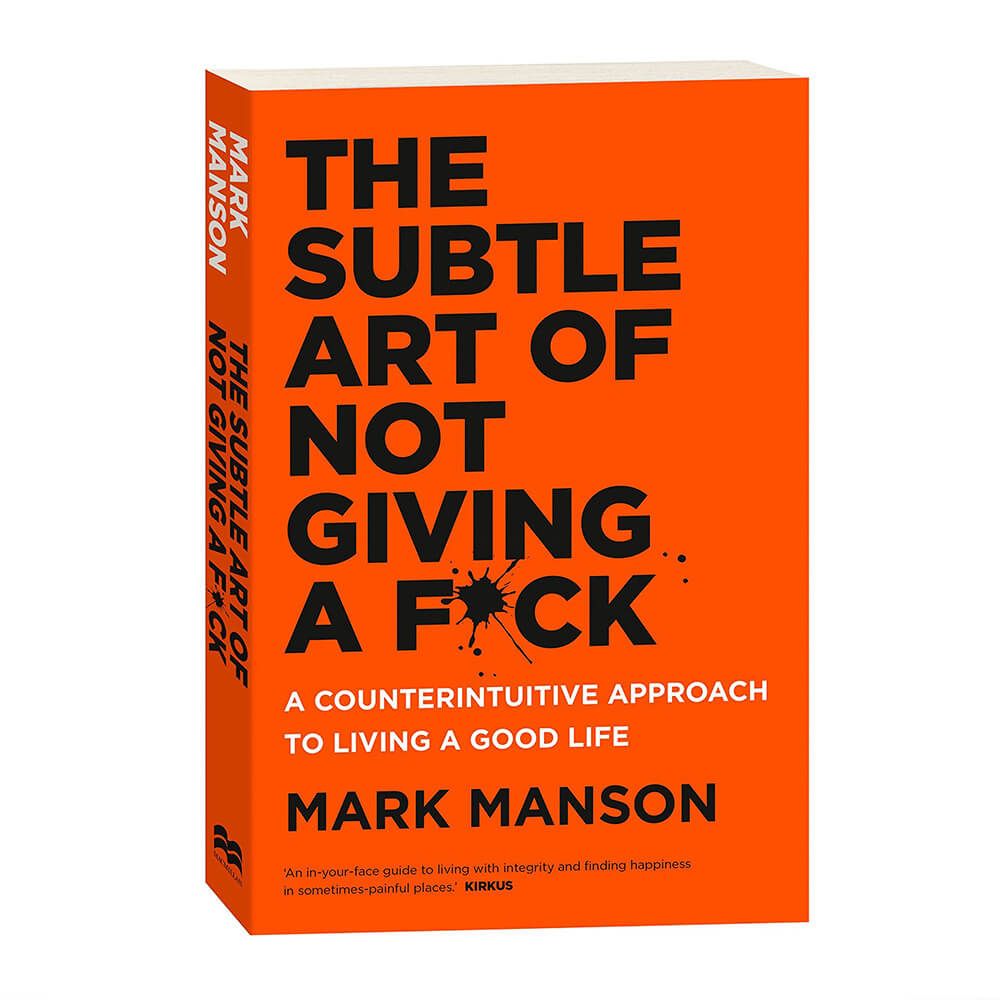 MARK
MANSON
THE SUBTLE ART OF
NOT GIVING A F*CK
MACMILLAN
THE
SUBTLE
ART OF
NOT
GIVING
A F*CK
A COUNTERINTUITIVE APPROACH
TO LIVING A GOOD LIFE
MARK MANSON
‘An in-your-face guide to living with integrity and finding happiness
in sometimes-painful places.’ KIRKUS